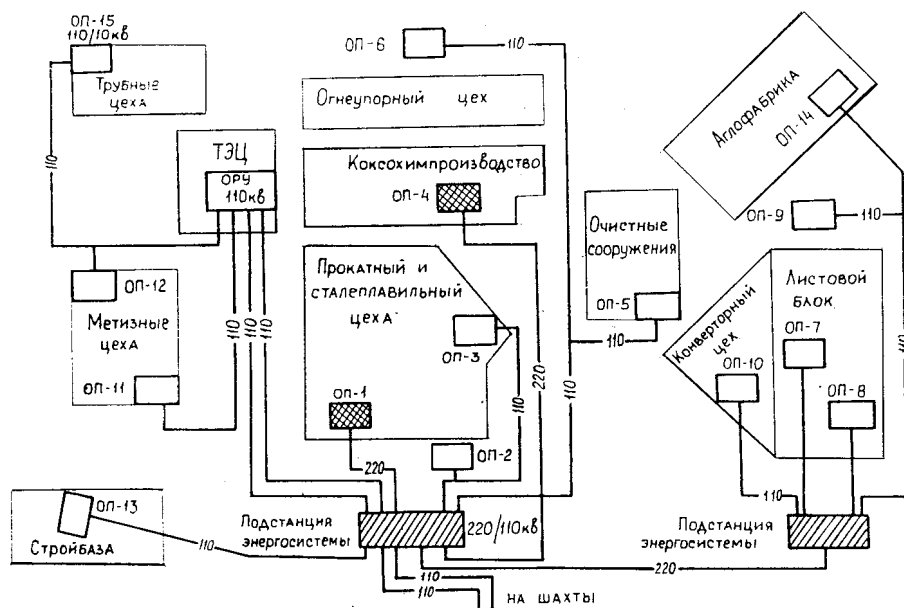 ОП-15
110/10кв
Трубные
цеха
110
ТЭЦ
ОРУ
110кв
ОП-6
110
Огнеупорный цех
Коксохимпроизводство
ОП-4
Аглофабрика
ОП-14
ОП-9
110
Очистные
сооружения
ОП-5
110
ОП-12
Метизные
цеха
ОП-11
110
110
110
Прокатный и
сталеплавильный
цеха
ОП-3
110
220
110
ОП-1
220
ОП-2
Конверторный
цех
ОП-10
Листовой
блок
ОП-7
ОП-8
110
110
ОП-13
Стройбаза
110
Подстанция
энергосистемы
220/110кв
Подстанция
энергосистемы
220
110
110
НА ШАХТЫ